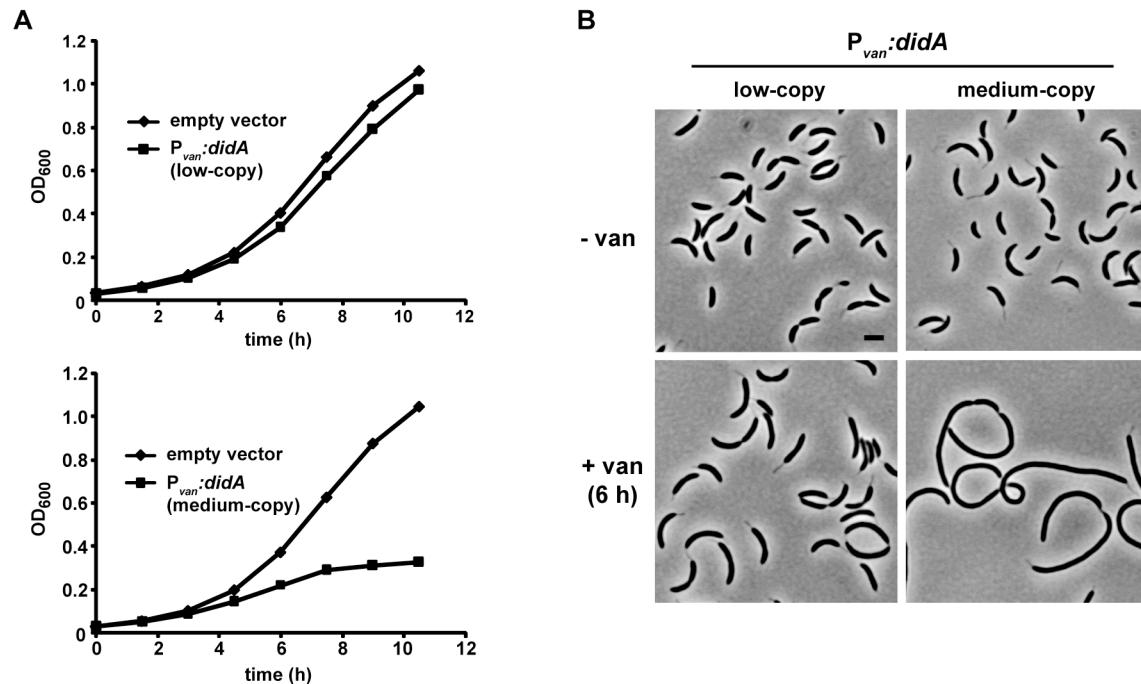 A
1.2
1.0
0.8
0.6
0.4
0.2
0
OD600
empty vector
Pvan:didA
(low-copy)
0 2 4 6 8 10 12
time (h)
1.2
1.0
0.8
0.6
0.4
0.2
0
OD600
empty vector
Pvan:didA
(medium-copy)
0 2 4 6 8 10 12
time (h)
B
Pvan:didA
low-copy medium-copy
- van
+ van
(6 h)